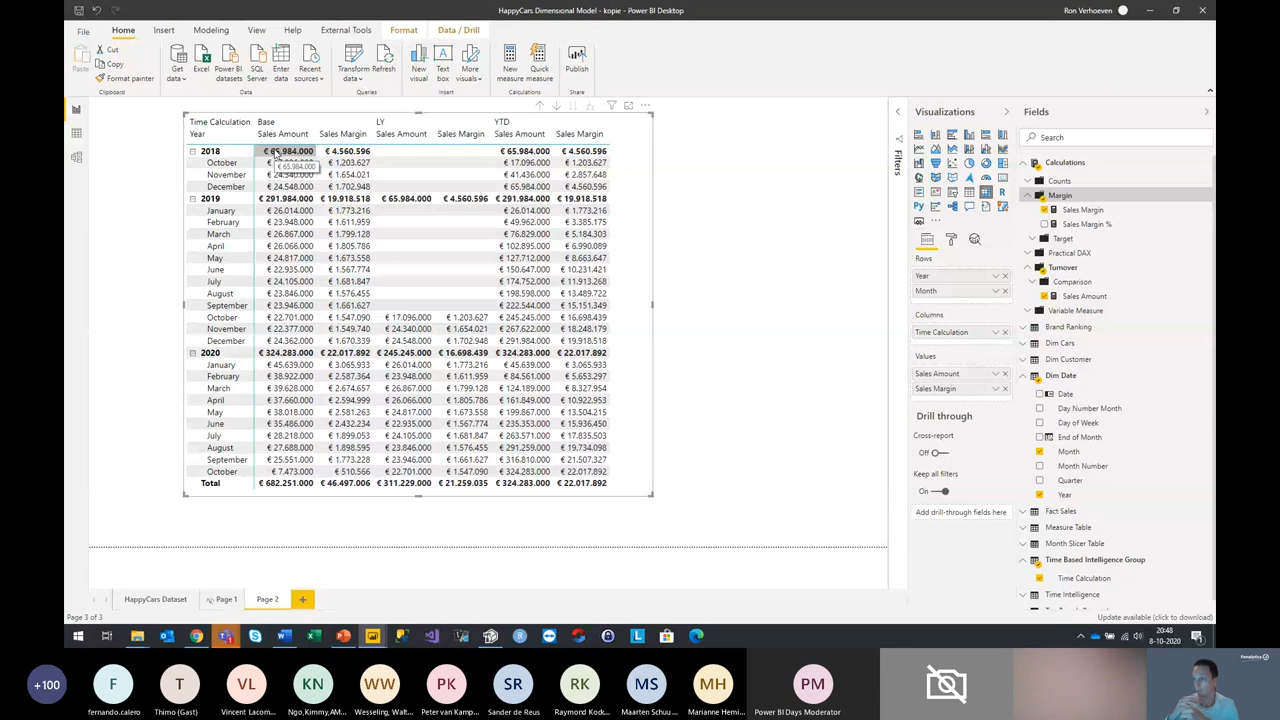 HappyCars Dimensional Model - kopie - Power BI Desktop
Ron Verhoeven
File Home Insert Modeling View Help External Tools Format Data / Drill
Paste
Cut
Copy
Format painter
Clipboard
Get data
Excel
Power BI datasets
SQL Server
Enter data
Recent sources
Data
Transform data
Refresh
Queries
New visual
Text box
More visuals
Insert
New measure
Quick measure
Calculations
Publish
Share
Time Calculation Base LY YTD
Year Sales Amount Sales Margin Sales Amount Sales Margin Sales Amount Sales Margin
2018 € 65.984.000 € 4.560.596 € 65.984.000 € 4.560.596
October € 1.203.627 € 17.096.000 € 1.203.627
€ 65.984.000
November € 24.340.000 € 1.654.021 € 41.436.000 € 2.857.648
December € 24.548.000 € 1.702.948 € 65.984.000 € 4.560.596
2019 € 291.984.000 € 19.918.518 € 65.984.000 € 4.560.596 € 291.984.000 € 19.918.518
January € 26.014.000 € 1.773.216 € 26.014.000 € 1.773.216
February € 23.948.000 € 1.611.959 € 49.962.000 € 3.385.175
March € 26.867.000 € 1.799.128 € 76.829.000 € 5.184.303
April € 26.066.000 € 1.805.786 € 102.895.000 € 6.990.089
May € 24.817.000 € 1.673.558 € 127.712.000 € 8.663.647
June € 22.935.000 € 1.567.774 € 150.647.000 € 10.231.421
July € 24.105.000 € 1.681.847 € 174.752.000 € 11.913.268
August € 23.846.000 € 1.576.455 € 198.598.000 € 13.489.722
September € 23.946.000 € 1.661.627 € 222.544.000 € 15.151.349
October € 22.701.000 € 1.547.090 € 17.096.000 € 1.203.627 € 245.245.000 € 16.698.439
November € 22.377.000 € 1.549.740 € 24.340.000 € 1.654.021 € 267.622.000 € 18.248.179
December € 24.362.000 € 1.670.339 € 24.548.000 € 1.702.948 € 291.984.000 € 19.918.518
2020 € 324.283.000 € 22.017.892 € 245.245.000 € 16.698.439 € 324.283.000 € 22.017.892
January € 45.639.000 € 3.065.933 € 26.014.000 € 1.773.216 € 45.639.000 € 3.065.933
February € 38.922.000 € 2.587.364 € 23.948.000 € 1.611.959 € 84.561.000 € 5.653.297
March € 39.628.000 € 2.674.657 € 26.867.000 € 1.799.128 € 124.189.000 € 8.327.954
April € 37.660.000 € 2.594.999 € 26.066.000 € 1.805.786 € 161.849.000 € 10.922.953
May € 38.018.000 € 2.581.263 € 24.817.000 € 1.673.558 € 199.867.000 € 13.504.215
June € 35.486.000 € 2.432.234 € 22.935.000 € 1.567.774 € 235.353.000 € 15.936.450
July € 28.218.000 € 1.899.053 € 24.105.000 € 1.681.847 € 263.571.000 € 17.835.503
August € 27.688.000 € 1.898.595 € 23.846.000 € 1.576.455 € 291.259.000 € 19.734.098
September € 25.551.000 € 1.773.228 € 23.946.000 € 1.661.627 € 316.810.000 € 21.507.327
October € 7.473.000 € 510.566 € 22.701.000 € 1.547.090 € 324.283.000 € 22.017.892
Total € 682.251.000 € 46.497.006 € 311.229.000 € 21.259.035 € 324.283.000 € 22.017.892
Filters
Visualizations
R
Py
Rows
Year
Month
Columns
Time Calculation
Values
Sales Amount
Sales Margin
Drill through
Cross-report
Off
Keep all filters
On
Add drill-through fields here
Fields
Search
Calculations
Counts
Margin
Sales Margin
Sales Margin %
Target
Practical DAX
Turnover
Comparison
Sales Amount
Variable Measure
Brand Ranking
Dim Cars
Dim Customer
Dim Date
Date
Day Number Month
Day of Week
End of Month
Month
Month Number
Quarter
Year
Fact Sales
Measure Table
Month Slicer Table
Time Based Intelligence Group
Time Calculation
Time Intelligence
HappyCars Dataset Page 1 Page 2 +
Page 3 of 3
Update available (click to download)
20:48
8-10-2020
+100
F
fernando.calero
T
Thimo (Gast)
VL
Vincent Lacom...
KN
Ngo,Kimmy,AM...
WW
Wesseling, Walt...
PK
Peter van Kamp...
SR
Sander de Reus
RK
Raymond Kock...
MS
Maarten Schuu...
MH
Marianne Hemi...
PM
Power BI Days Moderator